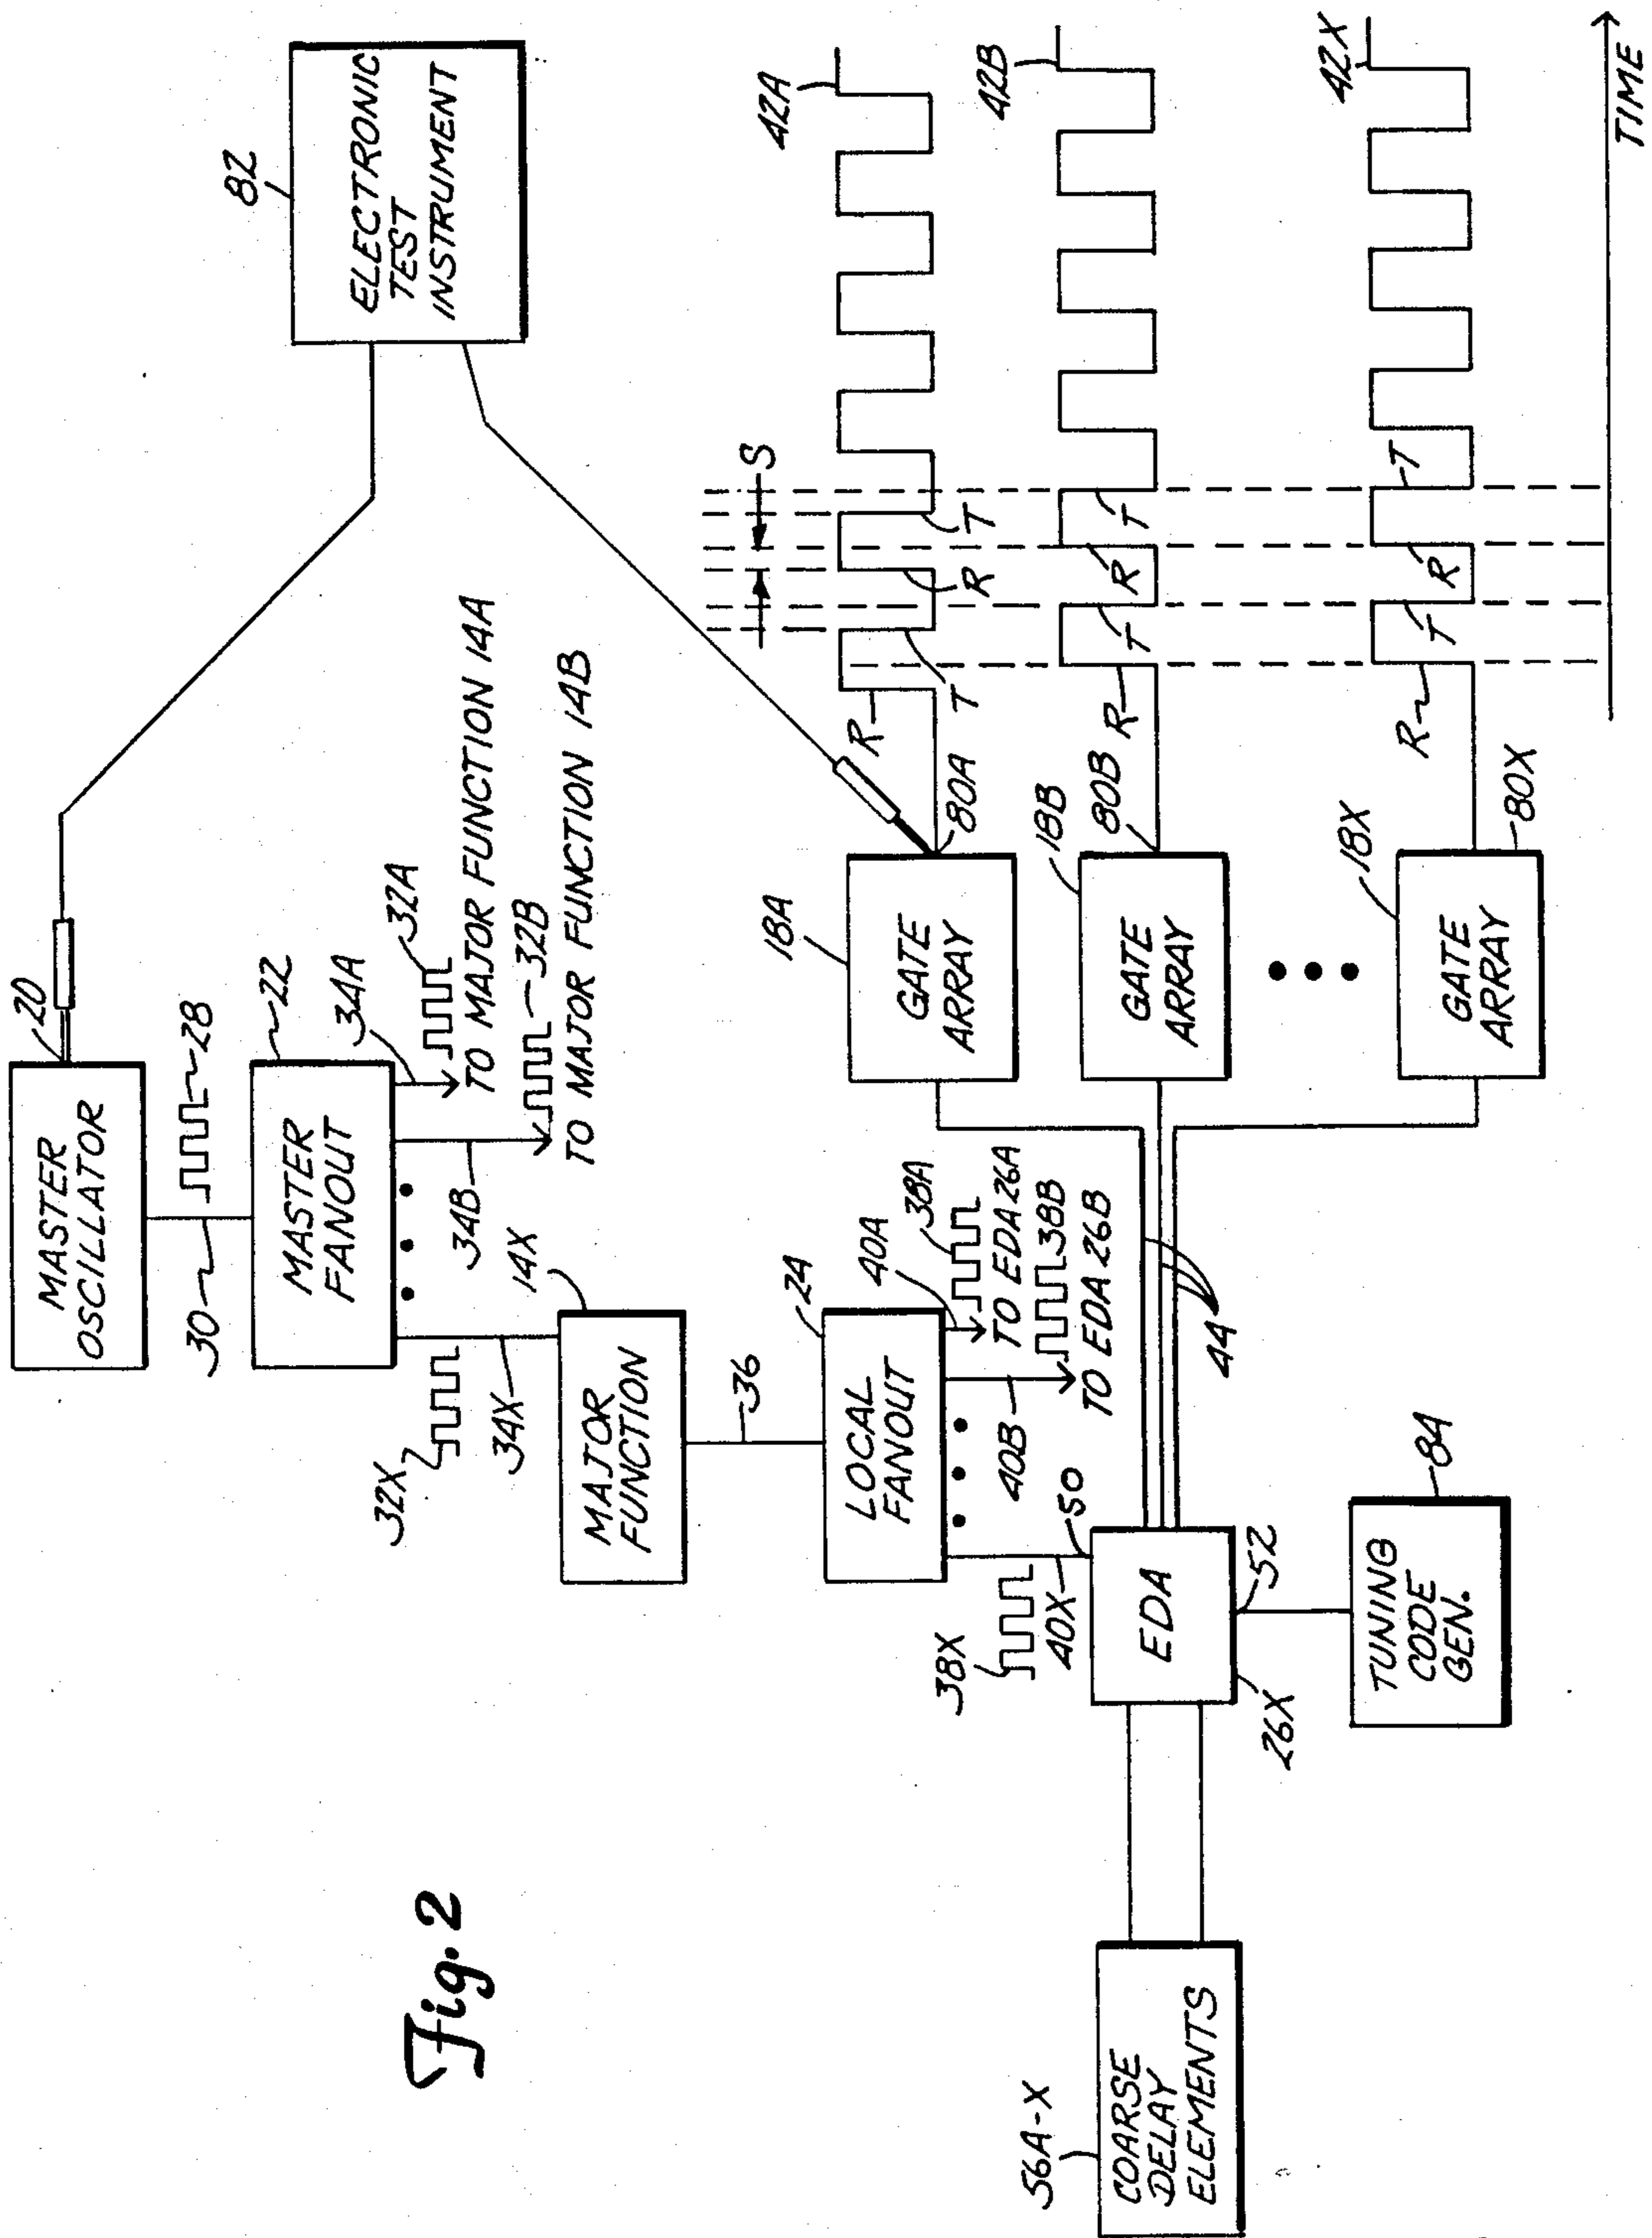 Fig. 2
MASTER
OSCILLATOR
20
30
28
MASTER
FANOUT
22
34A
32A
TO MAJOR FUNCTION 14A
34B
32B
TO MAJOR FUNCTION 14B
32X
34X
14X
MAJOR
FUNCTION
36
LOCAL
FANOUT
24
40A
38A
TO EDA 26A
40B
38B
TO EDA 26B
38X
40X
50
EDA
52
26X
44
COARSE
DELAY
ELEMENTS
56A-X
TUNING
CODE
GEN.
84
ELECTRONIC
TEST
INSTRUMENT
82
GATE
ARRAY
18A
80A
GATE
ARRAY
18B
80B
GATE
ARRAY
18X
80X
R
T
R
T
S
42A
R
T
R
T
42B
R
T
R
T
42X
TIME